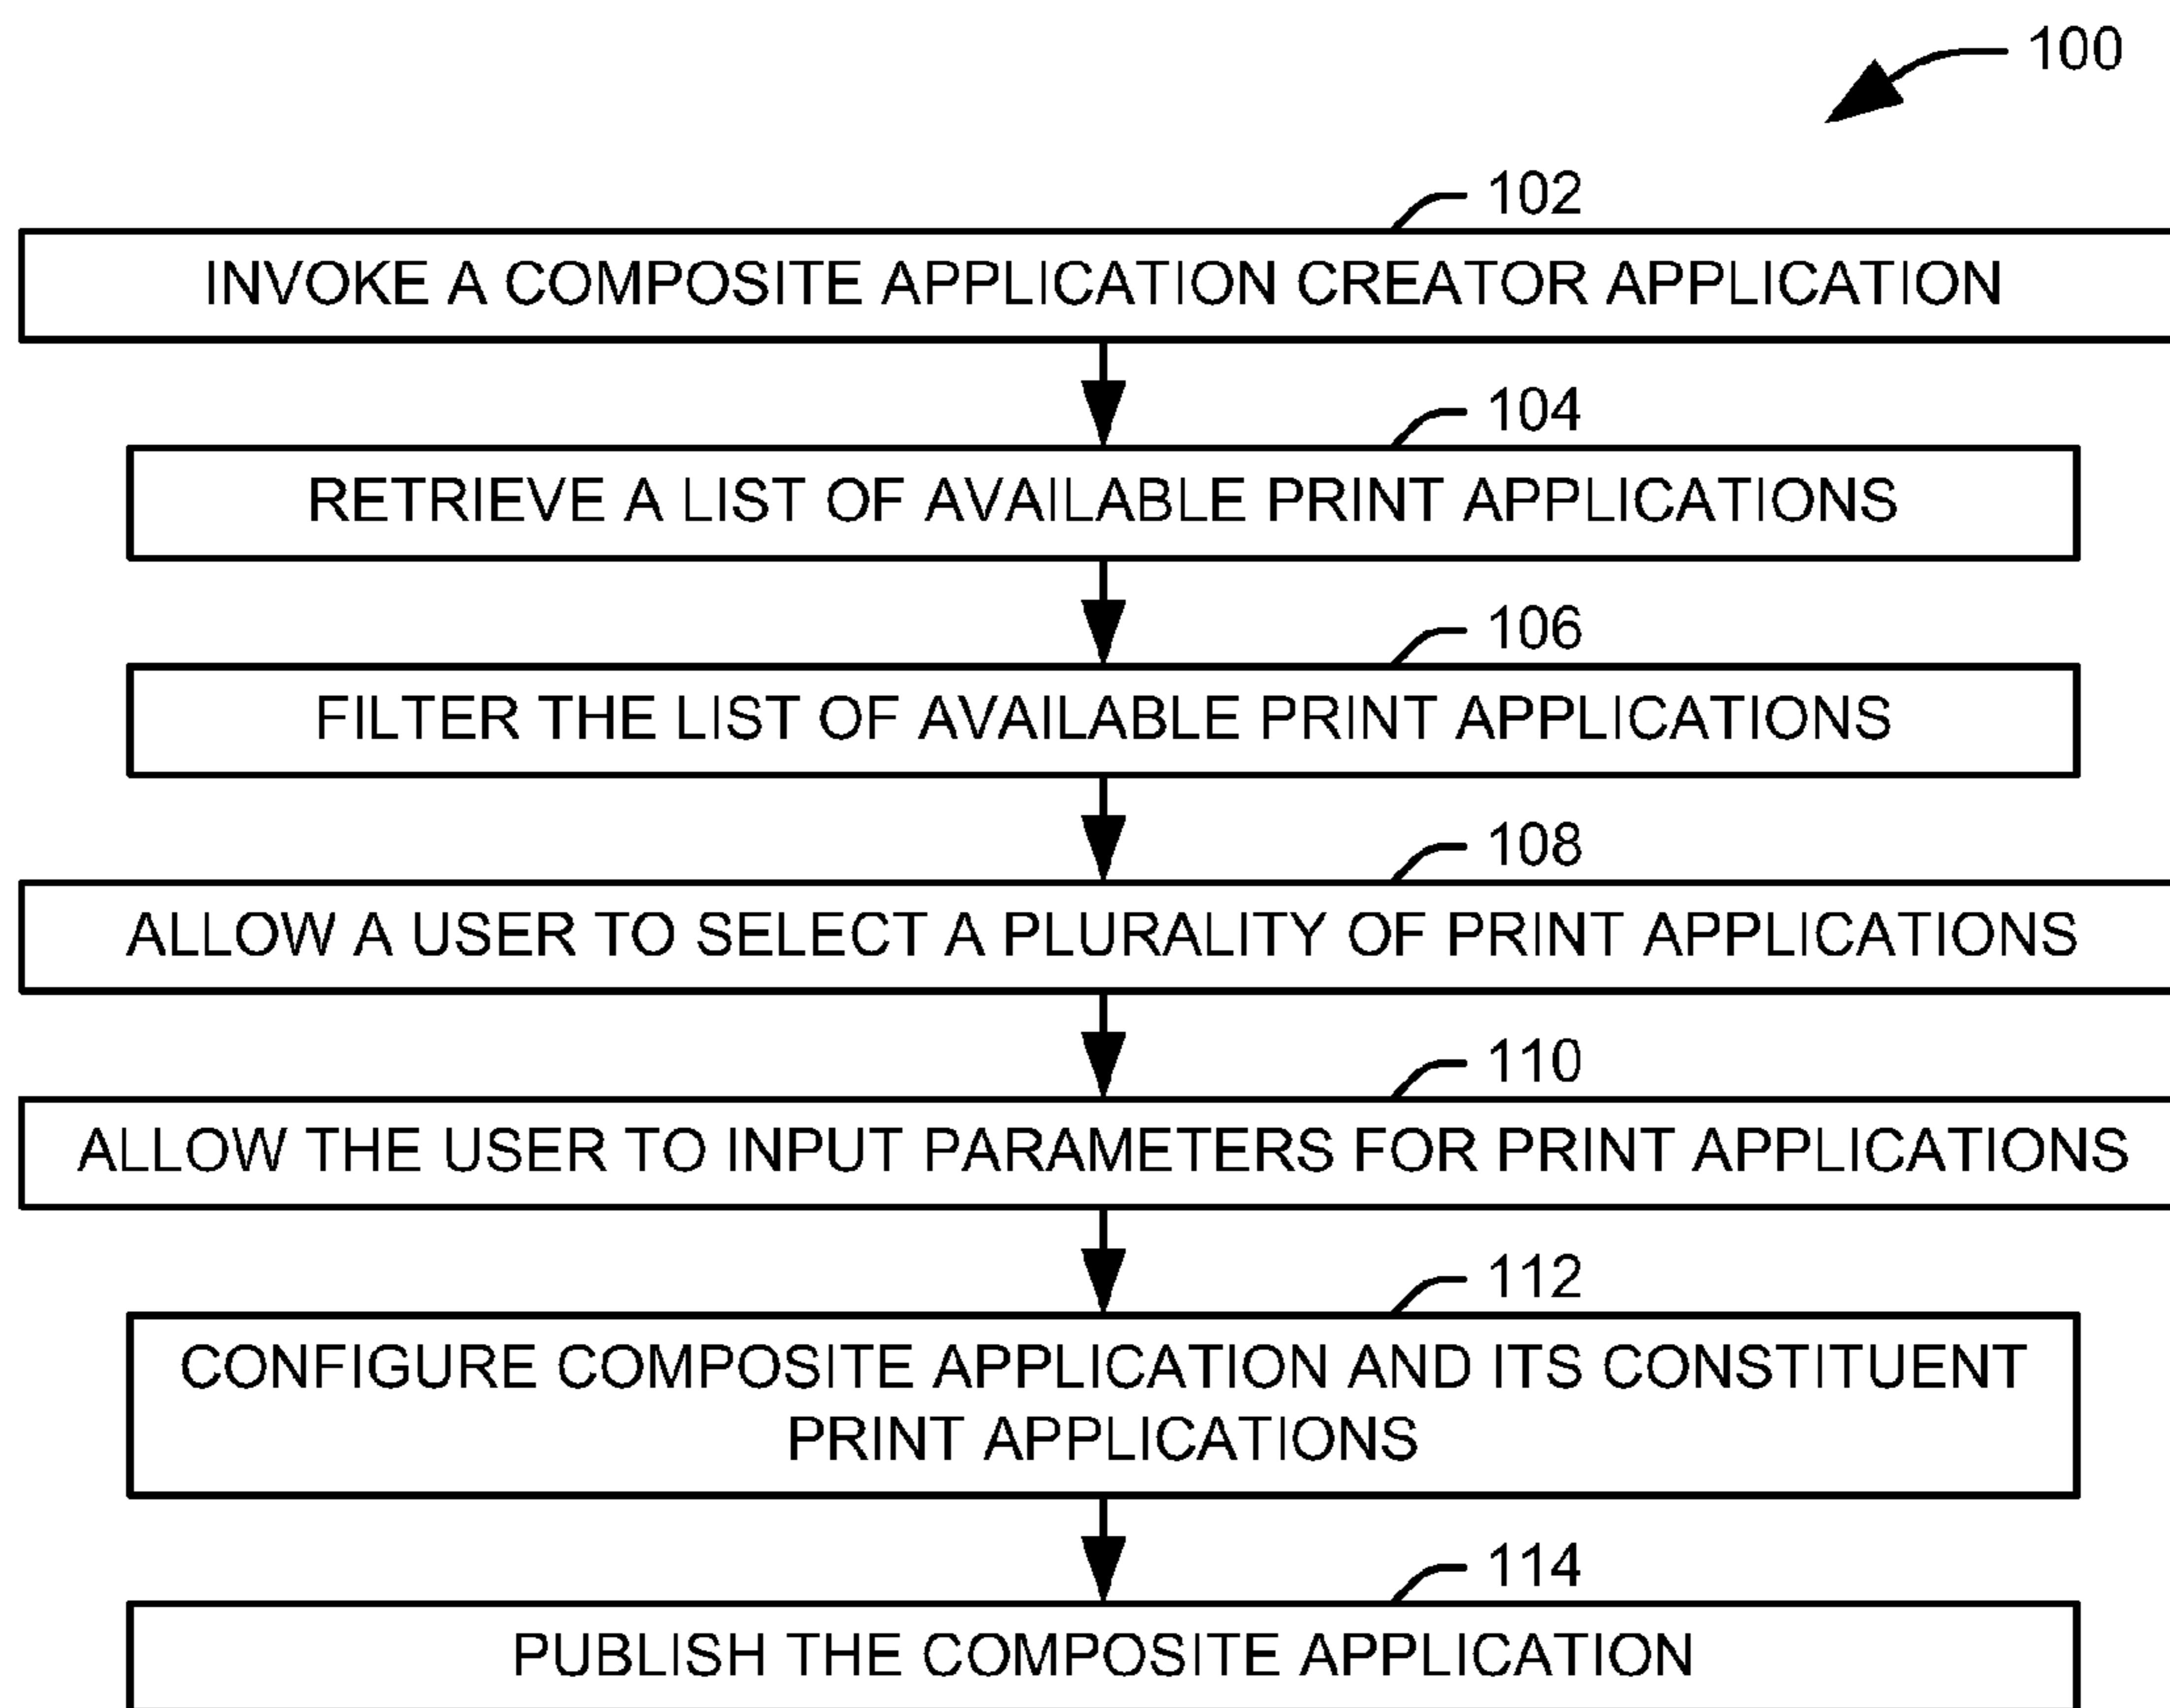 100
102
INVOKE A COMPOSITE APPLICATION CREATOR APPLICATION
104
RETRIEVE A LIST OF AVAILABLE PRINT APPLICATIONS
106
FILTER THE LIST OF AVAILABLE PRINT APPLICATIONS
108
ALLOW A USER TO SELECT A PLURALITY OF PRINT APPLICATIONS
110
ALLOW THE USER TO INPUT PARAMETERS FOR PRINT APPLICATIONS
112
CONFIGURE COMPOSITE APPLICATION AND ITS CONSTITUENT
PRINT APPLICATIONS
114
PUBLISH THE COMPOSITE APPLICATION